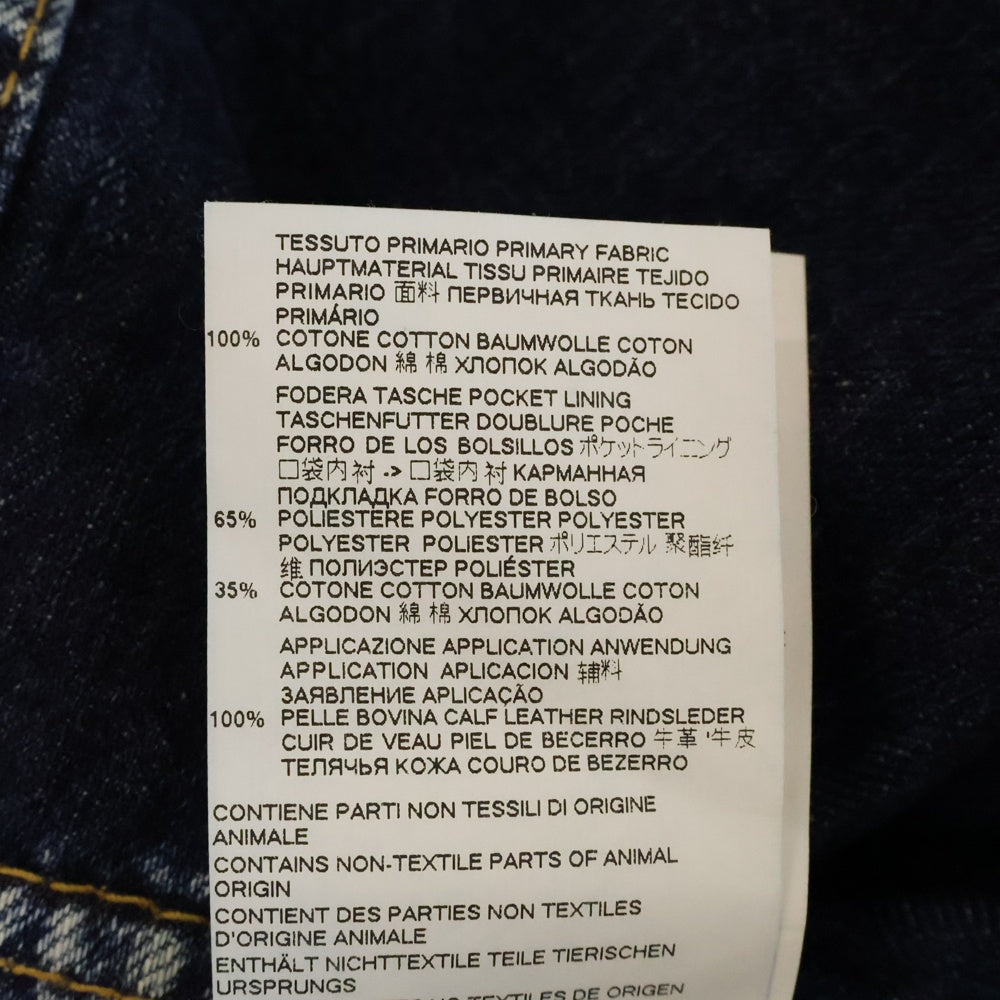 TESSUTO PRIMARIO PRIMARY FABRIC
HAUPTMATERIAL TISSU PRIMAIRE TEJIDO
PRIMARIO 面料 ПЕРВИЧНАЯ ТКАНЬ TECIDO
PRIMÁRIO
100% COTONE COTTON BAUMWOLLE COTON
ALGODON 綿 棉 ХЛОПОК ALGODÃO
FODERA TASCHE POCKET LINING
TASCHENFUTTER DOUBLURE POCHE
FORRO DE LOS BOLSILLOS ポケットライニング
口袋内衬 -> 口袋内衬 КАРМАННАЯ
ПОДКЛАДКА FORRO DE BOLSO
65% POLIESTERE POLYESTER POLYESTER
POLYESTER POLIESTER ポリエステル 聚酯纤
维 ПОЛИЭСТЕР POLIÉSTER
35% COTONE COTTON BAUMWOLLE COTON
ALGODON 綿 棉 ХЛОПОК ALGODÃO
APPLICAZIONE APPLICATION ANWENDUNG
APPLICATION APLICACION 辅料
ЗАЯВЛЕНИЕ APLICAÇÃO
100% PELLE BOVINA CALF LEATHER RINDSLEDER
CUIR DE VEAU PIEL DE BECERRO 牛革 '牛皮
ТЕЛЯЧЬЯ КОЖА COURO DE BEZERRO
CONTIENE PARTI NON TESSILI DI ORIGINE
ANIMALE
CONTAINS NON-TEXTILE PARTS OF ANIMAL
ORIGIN
CONTIENT DES PARTIES NON TEXTILES
D'ORIGINE ANIMALE
ENTHÄLT NICHTTEXTILE TEILE TIERISCHEN
URSPRUNGS
TEXTILES DE ORIGEN